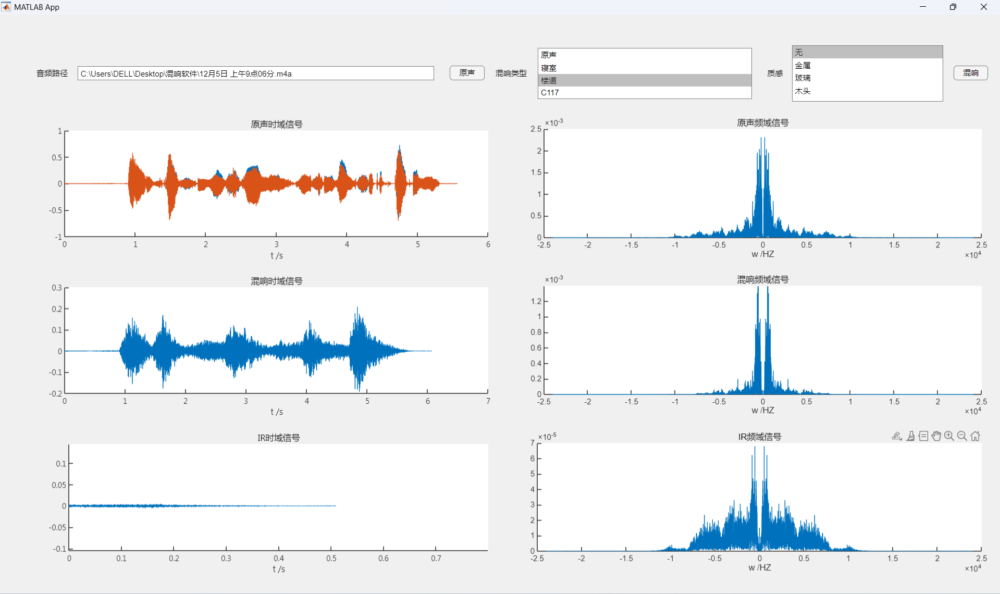 MATLAB App
音频路径
C:\Users\DELL\Desktop\混响软件\12月5日 上午9点06分.m4a
原声
混响类型
原声
寝室
楼道
C117
质感
无
金属
玻璃
木头
混响
原声时域信号
1
0.5
0
-0.5
-1
0 1 2 3 4 5 6
t /s
原声频域信号
×10-3
2.5
2
1.5
1
0.5
0
-2.5 -2 -1.5 -1 -0.5 0 0.5 1 1.5 2 2.5
w /HZ
×104
混响时域信号
0.3
0.2
0.1
0
-0.1
-0.2
0 1 2 3 4 5 6 7
t /s
混响频域信号
×10-3
1.2
1
0.8
0.6
0.4
0.2
0
-2.5 -2 -1.5 -1 -0.5 0 0.5 1 1.5 2 2.5
w /HZ
×104
IR时域信号
0.1
0.05
0
-0.05
-0.1
0 0.1 0.2 0.3 0.4 0.5 0.6 0.7
t /s
IR频域信号
×10-5
7
6
5
4
3
2
1
0
-2.5 -2 -1.5 -1 -0.5 0 0.5 1 1.5 2 2.5
w /HZ
×104